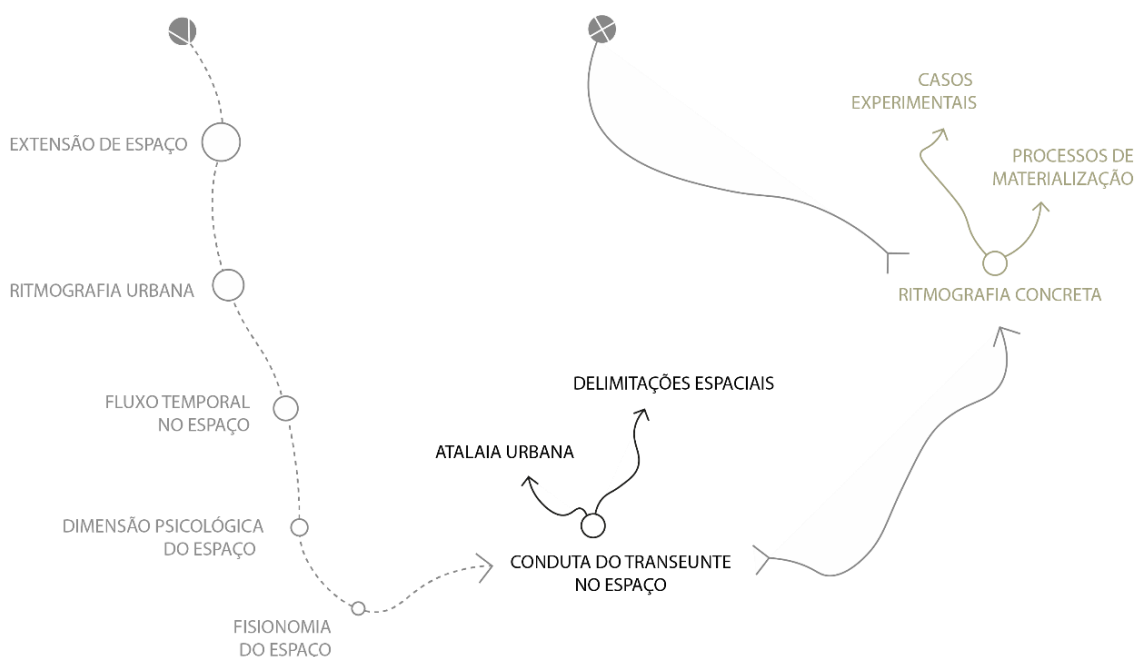 EXTENSÃO DE ESPAÇO
RITMOGRAFIA URBANA
FLUXO TEMPORAL
NO ESPAÇO
DIMENSÃO PSICOLÓGICA
DO ESPAÇO
FISIONOMIA
DO ESPAÇO
ATALAIA URBANA
DELIMITAÇÕES ESPACIAIS
CONDUTA DO TRANSEUNTE
NO ESPAÇO
CASOS
EXPERIMENTAIS
PROCESSOS DE
MATERIALIZAÇÃO
RITMOGRAFIA CONCRETA